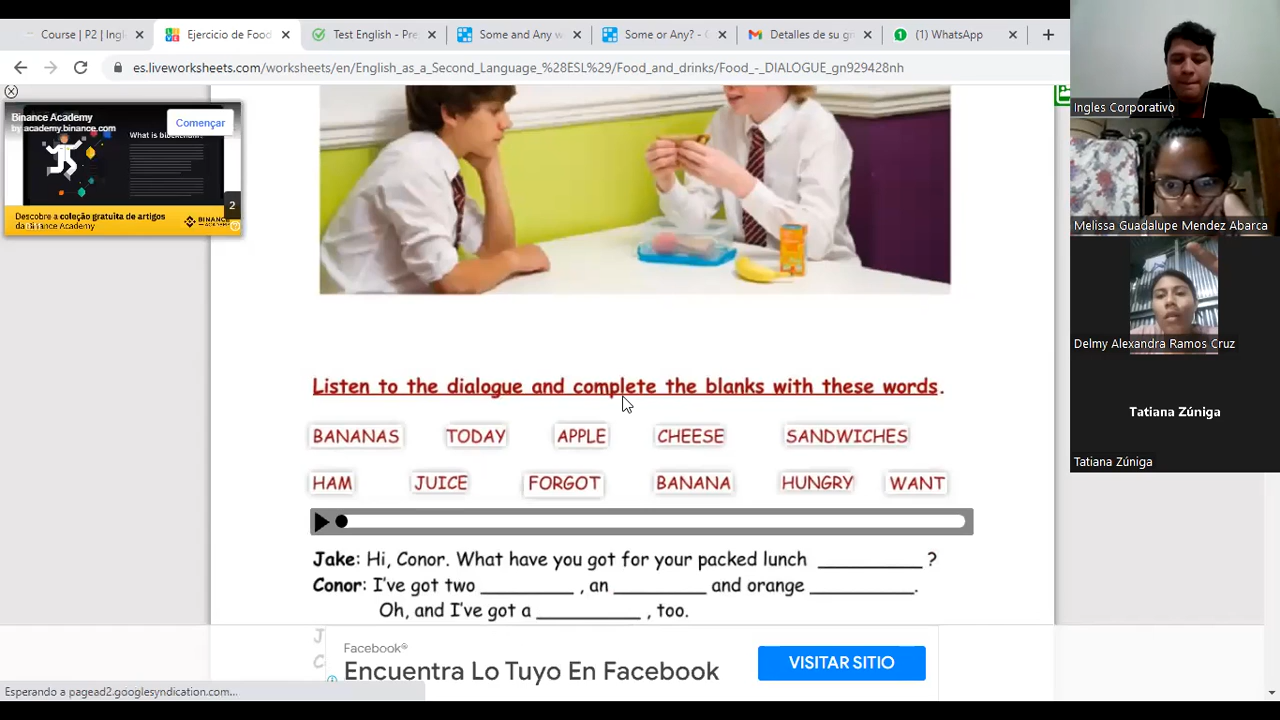 Course | P2 | Ingl
Ejercicio de Food
Test English - Pre
Some and Any w
Some or Any? - G
Detalles de su g
(1) WhatsApp
es.liveworksheets.com/worksheets/en/English_as_a_Second_Language_%28ESL%29/Food_and_drinks/Food_-_DIALOGUE_gn929428nh
Binance Academy
by academy.binance.com
Começar
What is blockchain?
2
Descobre a coleção gratuita de artigos
da Binance Academy
BINANCE
ACADEMY
Listen to the dialogue and complete the blanks with these words.
BANANAS TODAY APPLE CHEESE SANDWICHES
HAM JUICE FORGOT BANANA HUNGRY WANT
Jake: Hi, Conor. What have you got for your packed lunch __________ ?
Conor: I've got two _________ , an _________ and orange __________.
Oh, and I've got a __________ , too.
J
C
Facebook®
Encuentra Lo Tuyo En Facebook
VISITAR SITIO
Esperando a pagead2.googlesyndication.com...
Ingles Corporativo
Melissa Guadalupe Mendez Abarca
Delmy Alexandra Ramos Cruz
Tatiana Zúniga
Tatiana Zúniga